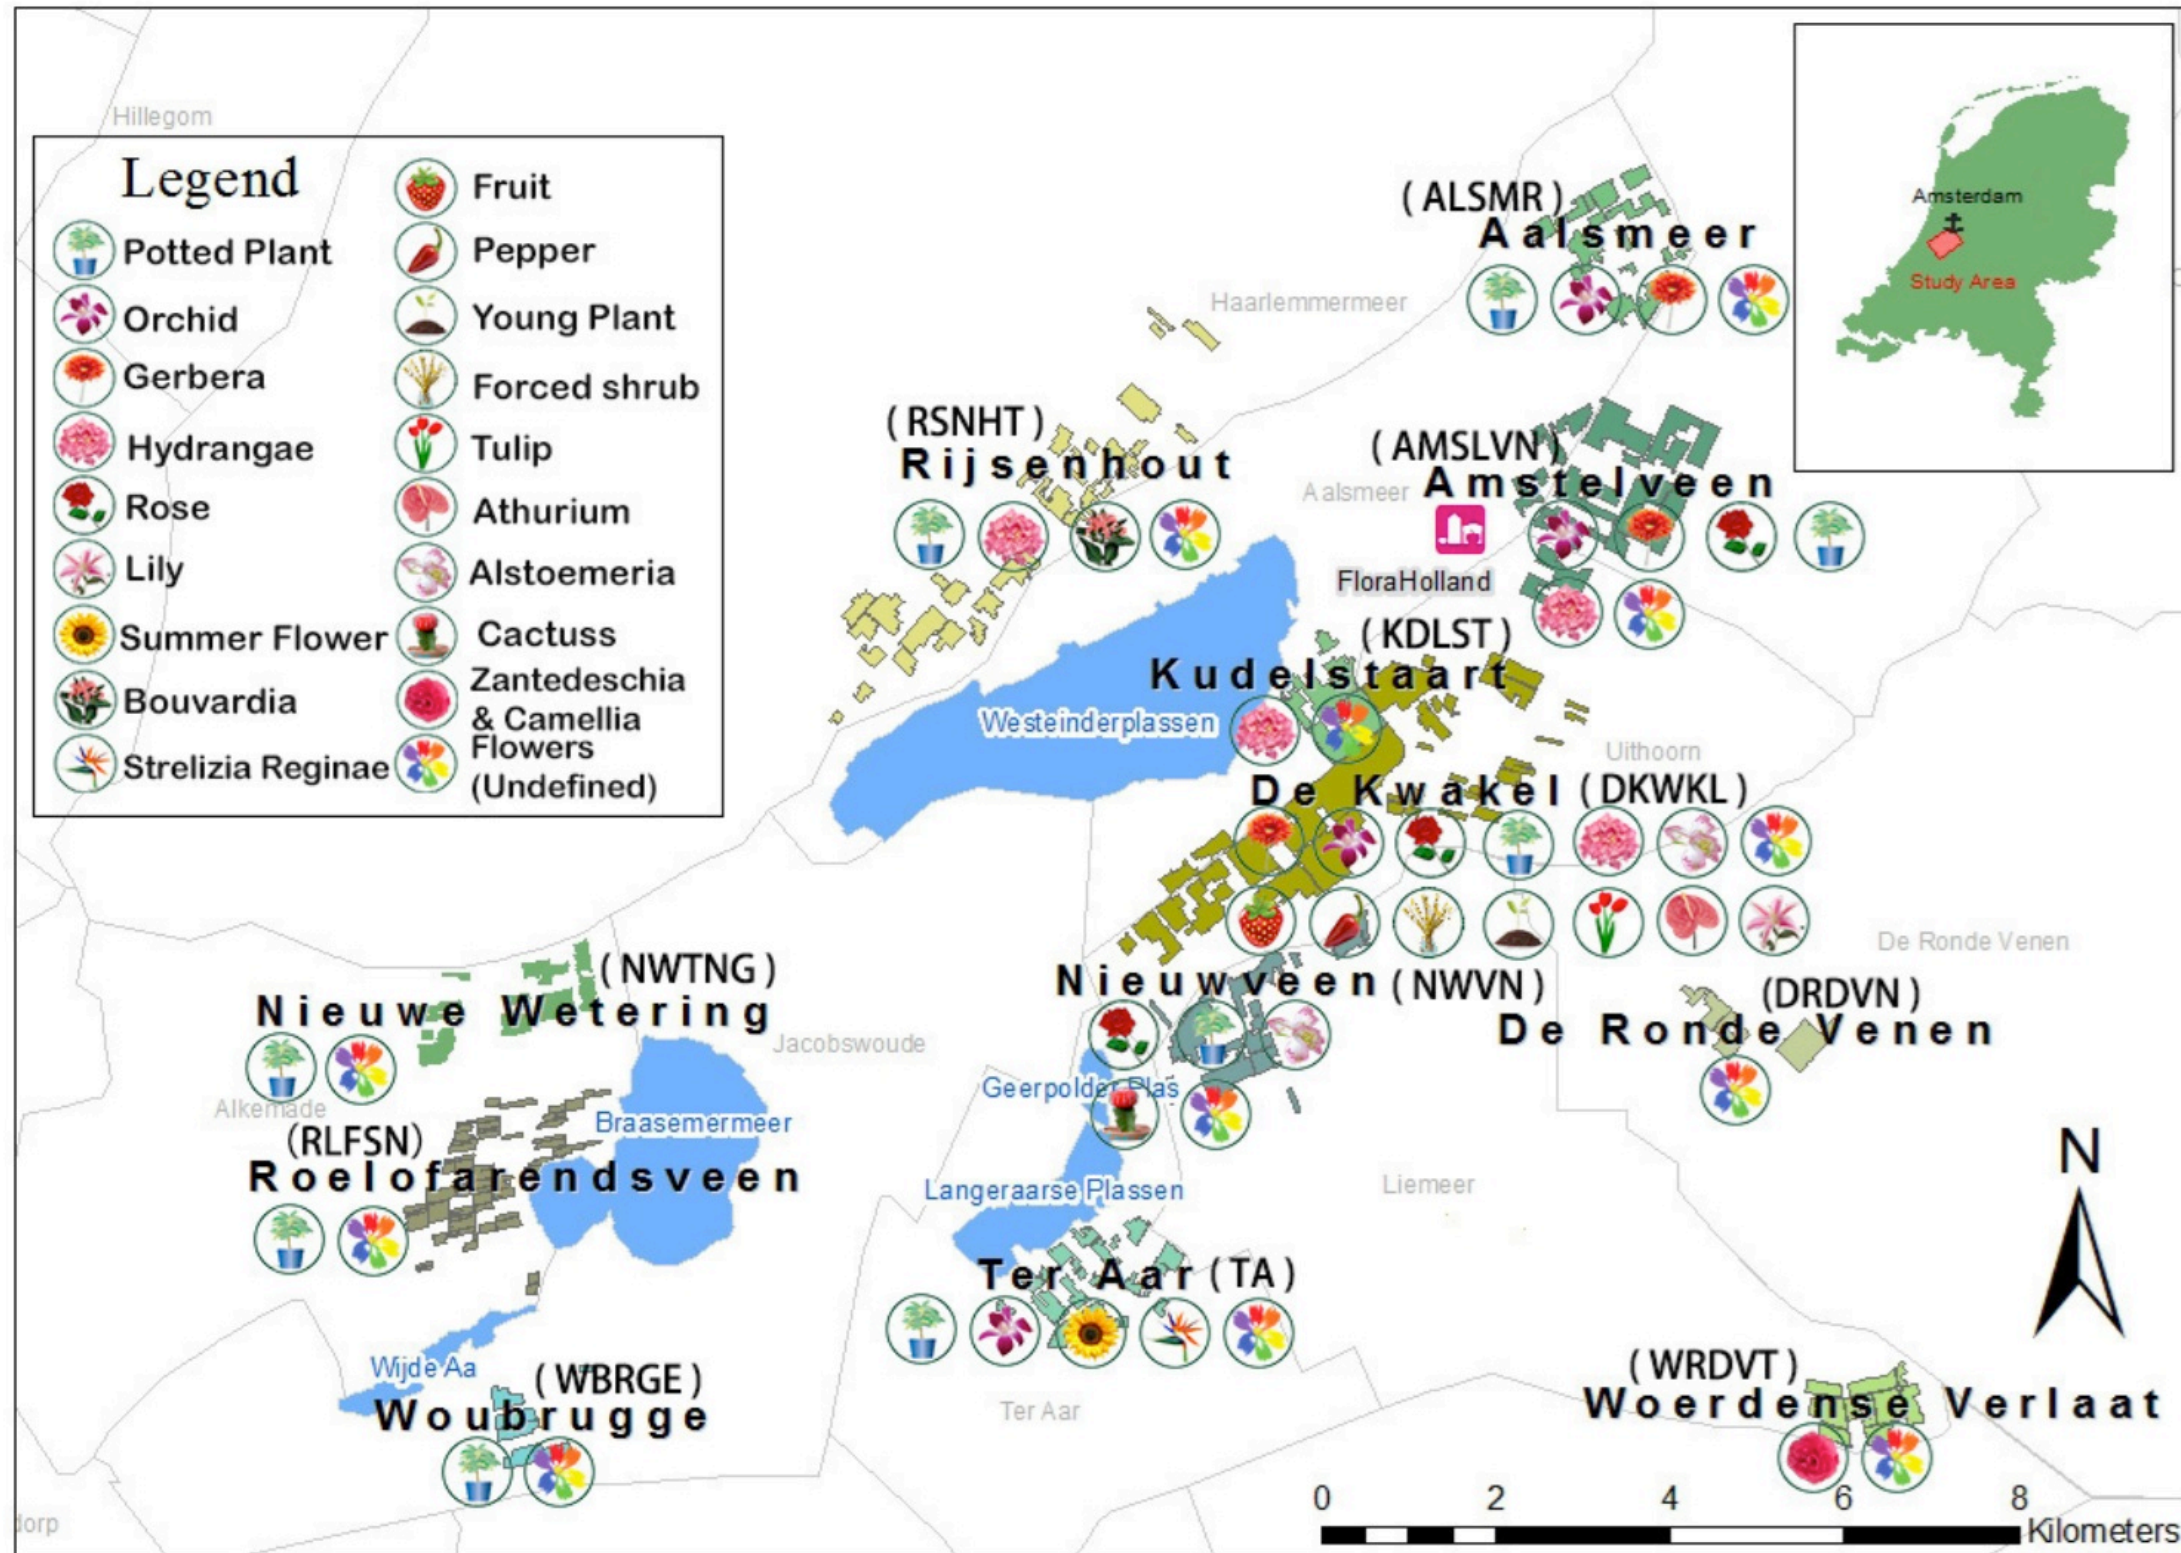 Hillegom
Legend
Potted Plant
Orchid
Gerbera
Hydrangae
Rose
Lily
Summer Flower
Bouvardia
Strelizia Reginae
Fruit
Pepper
Young Plant
Forced shrub
Tulip
Athurium
Alstoemeria
Cactuss
Zantedeschia
& Camellia
Flowers
(Undefined)
Amsterdam
Study Area
( ALSMR )
Aalsmeer
Haarlemmermeer
( RSNHT )
Rijsenhout
( AMSLVN )
Aalsmeer
Amstelveen
FloraHolland
( KDLST )
Kudelstaart
Westeinderplassen
Uithoorn
De Kwakel ( DKWKL )
De Ronde Venen
( NWTNG )
Nieuwe Wetering
Nieuwveen ( NWVN )
(DRDVN )
De Ronde Venen
Jacobswoude
Geerpolder Plas
Alkemade
Braasemermeer
(RLFSN)
Roelofarendsveen
Langeraarse Plassen
Liemeer
N
Ter Aar ( TA )
Wijde Aa
( WBRGE )
Woubrugge
Ter Aar
( WRDVT )
Woerdense Verlaat
dorp
0 2 4 6 8
Kilometers